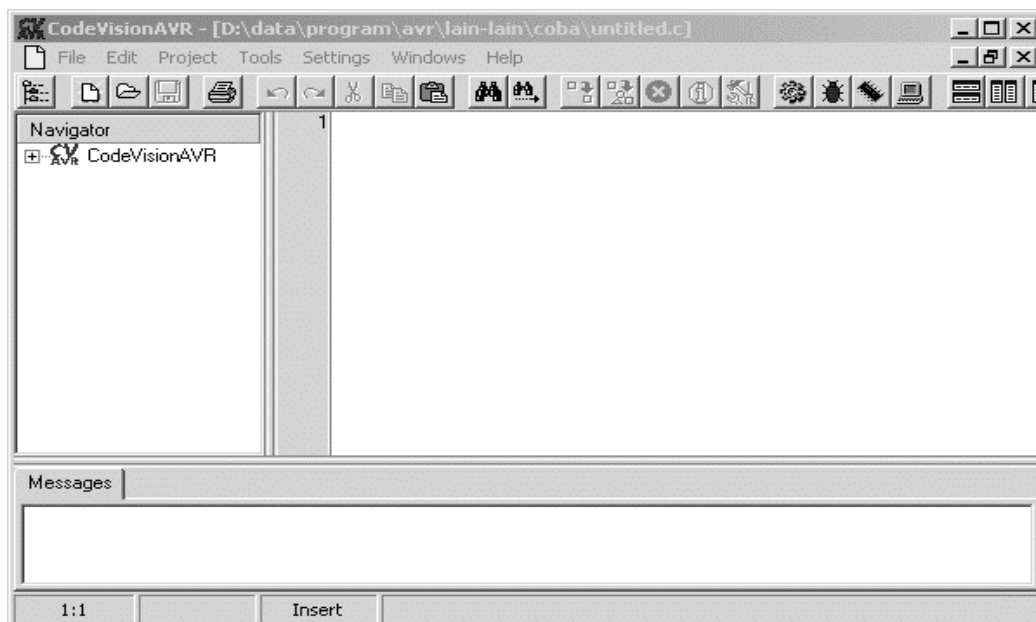 CodeVisionAVR - [D:\data\program\avr\lain-lain\coba\untitled.c]
File Edit Project Tools Settings Windows Help
Navigator
CodeVisionAVR
1
Messages
1:1 Insert